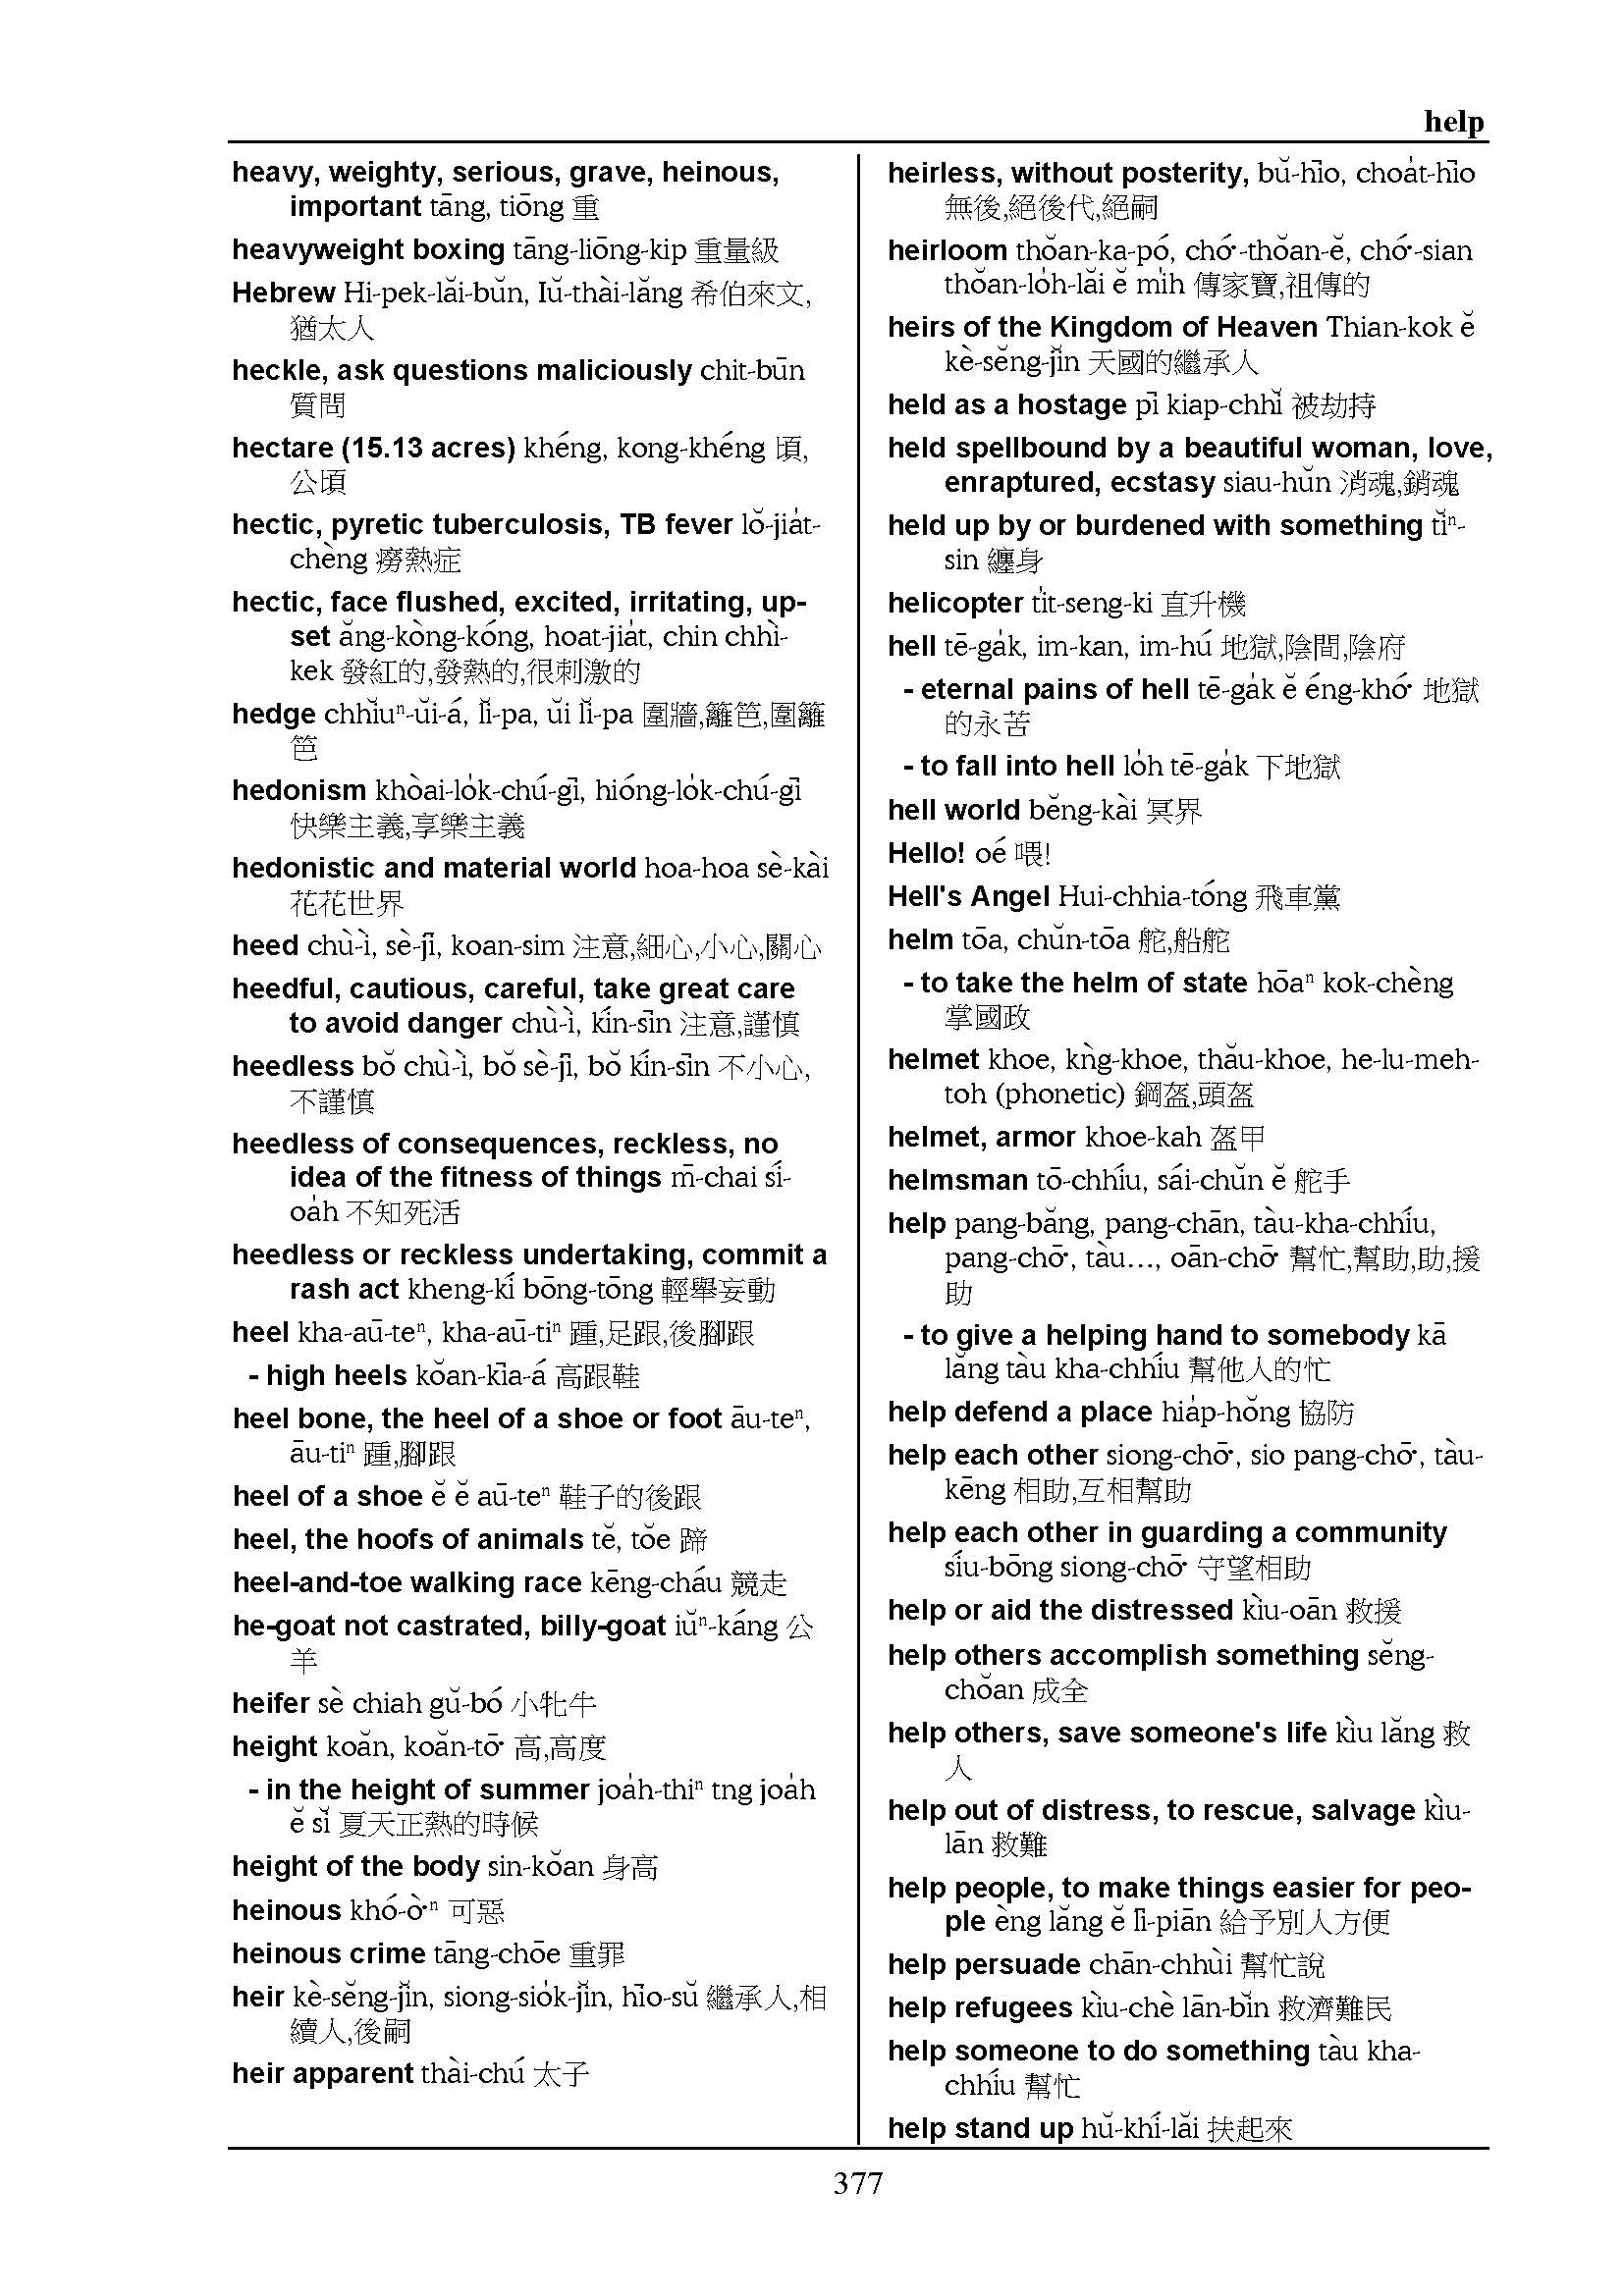 help
heavy, weighty, serious, grave, heinous,
important tāng, tiōng 重
heavyweight boxing tāng-liōng-kip 重量級
Hebrew Hi-pek-lăi-bŭn, Iŭ-thài-lăng 希伯來文,
猶太人
heckle, ask questions maliciously chit-būn
質問
hectare (15.13 acres) khéng, kong-khéng 頃,
公頃
hectic, pyretic tuberculosis, TB fever lŏ-jia̍t-
chèng 癆熱症
hectic, face flushed, excited, irritating, up-
set ăng-kòng-kóng, hoat-jia̍t, chin chhì-
kek 發紅的,發熱的,很刺激的
hedge chhĭuⁿ-ŭi-á, lĭ-pa, ŭi lĭ-pa 圍牆,籬笆,圍籬
笆
hedonism khòai-lo̍k-chú-gī, hióng-lo̍k-chú-gī
快樂主義,享樂主義
hedonistic and material world hoa-hoa sè-kài
花花世界
heed chù-ì, sè-jī, koan-sim 注意,細心,小心,關心
heedful, cautious, careful, take great care
to avoid danger chù-ì, kín-sīn 注意,謹慎
heedless bŏ chù-ì, bŏ sè-jī, bŏ kín-sīn 不小心,
不謹慎
heedless of consequences, reckless, no
idea of the fitness of things m̄-chai sí-
oa̍h 不知死活
heedless or reckless undertaking, commit a
rash act kheng-kí bōng-tōng 輕舉妄動
heel kha-aū-teⁿ, kha-aū-tiⁿ 踵,足跟,後腳跟
- high heels kŏan-kīa-á 高跟鞋
heel bone, the heel of a shoe or foot āu-teⁿ,
āu-tiⁿ 踵,腳跟
heel of a shoe ĕ ĕ aū-teⁿ 鞋子的後跟
heel, the hoofs of animals tĕ, tŏe 蹄
heel-and-toe walking race kēng-cháu 競走
he-goat not castrated, billy-goat iŭⁿ-káng 公
羊
heifer sè chiah gŭ-bó 小牝牛
height koăn, koăn-tō͘ 高,高度
- in the height of summer joa̍h-thiⁿ tng joa̍h
ĕ sĭ 夏天正熱的時候
height of the body sin-kŏan 身高
heinous khó-ò͘ⁿ 可惡
heinous crime tāng-chōe 重罪
heir kè-sĕng-jĭn, siong-sio̍k-jĭn, hīo-sŭ 繼承人,相
續人,後嗣
heir apparent thài-chú 太子
heirless, without posterity, bŭ-hīo, choa̍t-hīo
無後,絕後代,絕嗣
heirloom thŏan-ka-pó, chó͘-thŏan-ĕ, chó͘-sian
thŏan-lo̍h-lăi ĕ mi̍h 傳家寶,祖傳的
heirs of the Kingdom of Heaven Thian-kok ĕ
kè-sĕng-jĭn 天國的繼承人
held as a hostage pī kiap-chhĭ 被劫持
held spellbound by a beautiful woman, love,
enraptured, ecstasy siau-hŭn 消魂,銷魂
held up by or burdened with something tĭⁿ-
sin 纏身
helicopter ti̍t-seng-ki 直升機
hell tē-ga̍k, im-kan, im-hú 地獄,陰間,陰府
- eternal pains of hell tē-ga̍k ĕ éng-khó͘ 地獄
的永苦
- to fall into hell lo̍h tē-ga̍k 下地獄
hell world bĕng-kài 冥界
Hello! oé 喂!
Hell's Angel Hui-chhia-tóng 飛車黨
helm tōa, chŭn-tōa 舵,船舵
- to take the helm of state hōaⁿ kok-chèng
掌國政
helmet khoe, kǹg-khoe, thău-khoe, he-lu-meh-
toh (phonetic) 鋼盔,頭盔
helmet, armor khoe-kah 盔甲
helmsman tō-chhíu, sái-chŭn ĕ 舵手
help pang-băng, pang-chān, tàu-kha-chhíu,
pang-chō͘, tàu…, oān-chō͘ 幫忙,幫助,助,援
助
- to give a helping hand to somebody kā
lăng tàu kha-chhíu 幫他人的忙
help defend a place hia̍p-hŏng 協防
help each other siong-chō͘, sio pang-chō͘, tàu-
kēng 相助,互相幫助
help each other in guarding a community
síu-bōng siong-chō͘ 守望相助
help or aid the distressed kìu-oān 救援
help others accomplish something sĕng-
chŏan 成全
help others, save someone's life kìu lăng 救
人
help out of distress, to rescue, salvage kìu-
lān 救難
help people, to make things easier for peo-
ple èng lăng ĕ lī-piān 給予別人方便
help persuade chān-chhùi 幫忙說
help refugees kìu-chè lān-bĭn 救濟難民
help someone to do something tàu kha-
chhíu 幫忙
help stand up hŭ-khí-lăi 扶起來
377